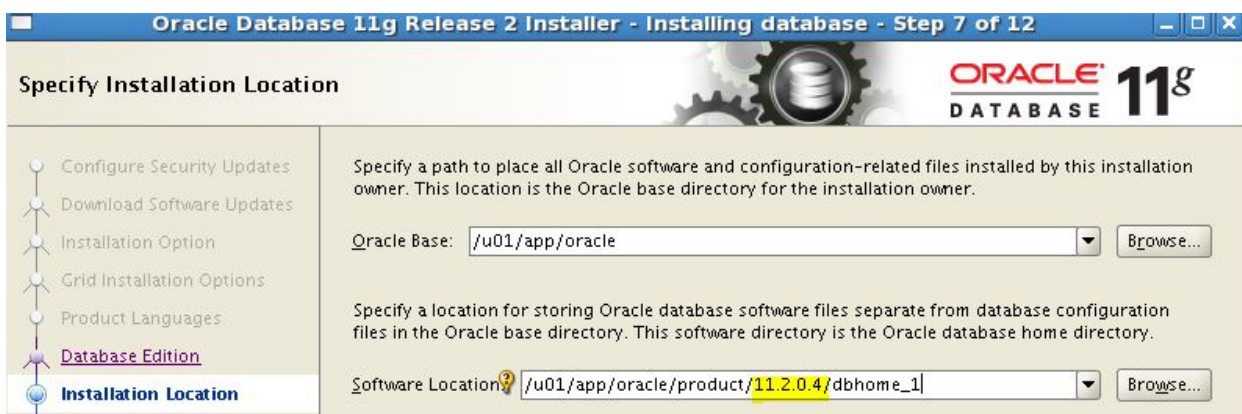 Oracle Database 11g Release 2 Installer - Installing database - Step 7 of 12
Specify Installation Location
ORACLE
DATABASE
11g
Configure Security Updates
Download Software Updates
Installation Option
Grid Installation Options
Product Languages
Database Edition
Installation Location
Specify a path to place all Oracle software and configuration-related files installed by this installation
owner. This location is the Oracle base directory for the installation owner.
Oracle Base: /u01/app/oracle Browse...
Specify a location for storing Oracle database software files separate from database configuration
files in the Oracle base directory. This software directory is the Oracle database home directory.
Software Location: /u01/app/oracle/product/11.2.0.4/dbhome_1 Browse...